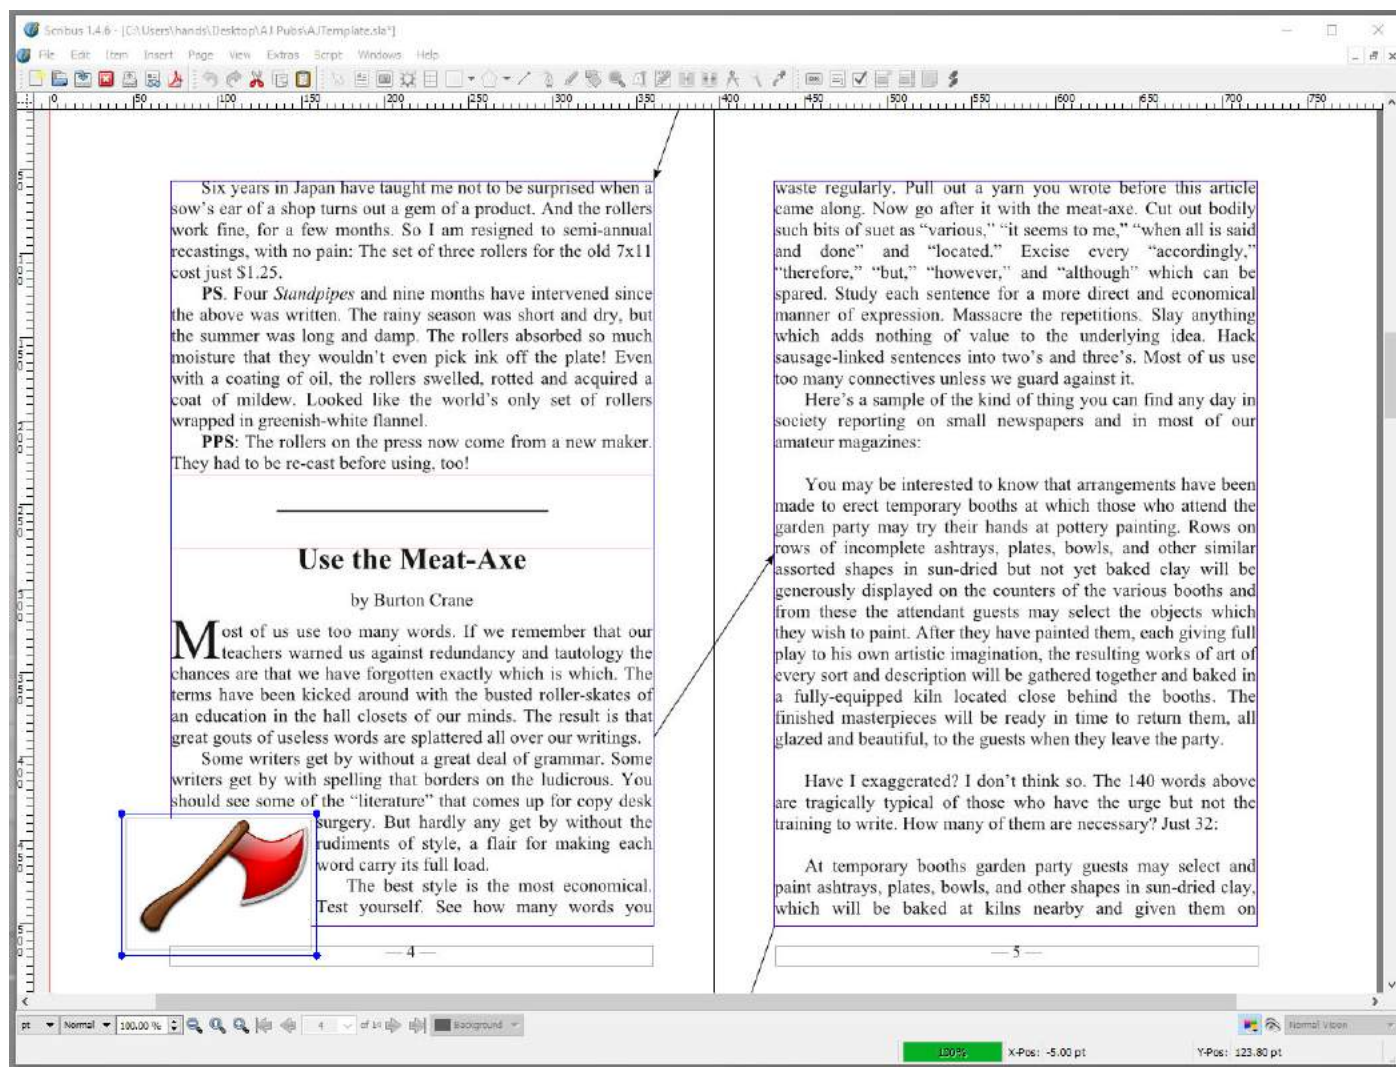 Scribus 1.4.6 - [C:\Users\hands\Desktop\AJ Pubs\AJTemplate.sla*]
File Edit Item Insert Page View Extras Script Windows Help
0 50 100 150 200 250 300 350 400 450 500 550 600 650 700 750
Six years in Japan have taught me not to be surprised when a
sow’s ear of a shop turns out a gem of a product. And the rollers
work fine, for a few months. So I am resigned to semi-annual
recastings, with no pain: The set of three rollers for the old 7x11
cost just $1.25.
PS. Four Standpipes and nine months have intervened since
the above was written. The rainy season was short and dry, but
the summer was long and damp. The rollers absorbed so much
moisture that they wouldn’t even pick ink off the plate! Even
with a coating of oil, the rollers swelled, rotted and acquired a
coat of mildew. Looked like the world’s only set of rollers
wrapped in greenish-white flannel.
PPS: The rollers on the press now come from a new maker.
They had to be re-cast before using, too!
Use the Meat-Axe
by Burton Crane
Most of us use too many words. If we remember that our
teachers warned us against redundancy and tautology the
chances are that we have forgotten exactly which is which. The
terms have been kicked around with the busted roller-skates of
an education in the hall closets of our minds. The result is that
great gouts of useless words are splattered all over our writings.
Some writers get by without a great deal of grammar. Some
writers get by with spelling that borders on the ludicrous. You
should see some of the “literature” that comes up for copy desk
surgery. But hardly any get by without the
rudiments of style, a flair for making each
word carry its full load.
The best style is the most economical.
Test yourself. See how many words you
— 4 —
waste regularly. Pull out a yarn you wrote before this article
came along. Now go after it with the meat-axe. Cut out bodily
such bits of suet as “various,” “it seems to me,” “when all is said
and done” and “located.” Excise every “accordingly,”
“therefore,” “but,” “however,” and “although” which can be
spared. Study each sentence for a more direct and economical
manner of expression. Massacre the repetitions. Slay anything
which adds nothing of value to the underlying idea. Hack
sausage-linked sentences into two’s and three’s. Most of us use
too many connectives unless we guard against it.
Here’s a sample of the kind of thing you can find any day in
society reporting on small newspapers and in most of our
amateur magazines:
You may be interested to know that arrangements have been
made to erect temporary booths at which those who attend the
garden party may try their hands at pottery painting. Rows on
rows of incomplete ashtrays, plates, bowls, and other similar
assorted shapes in sun-dried but not yet baked clay will be
generously displayed on the counters of the various booths and
from these the attendant guests may select the objects which
they wish to paint. After they have painted them, each giving full
play to his own artistic imagination, the resulting works of art of
every sort and description will be gathered together and baked in
a fully-equipped kiln located close behind the booths. The
finished masterpieces will be ready in time to return them, all
glazed and beautiful, to the guests when they leave the party.
Have I exaggerated? I don’t think so. The 140 words above
are tragically typical of those who have the urge but not the
training to write. How many of them are necessary? Just 32:
At temporary booths garden party guests may select and
paint ashtrays, plates, bowls, and other shapes in sun-dried clay,
which will be baked at kilns nearby and given them on
— 5 —
pt Normal 100.00 % 4 of 14 Background Normal Vision
100% X-Pos: -5.00 pt Y-Pos: 123.80 pt